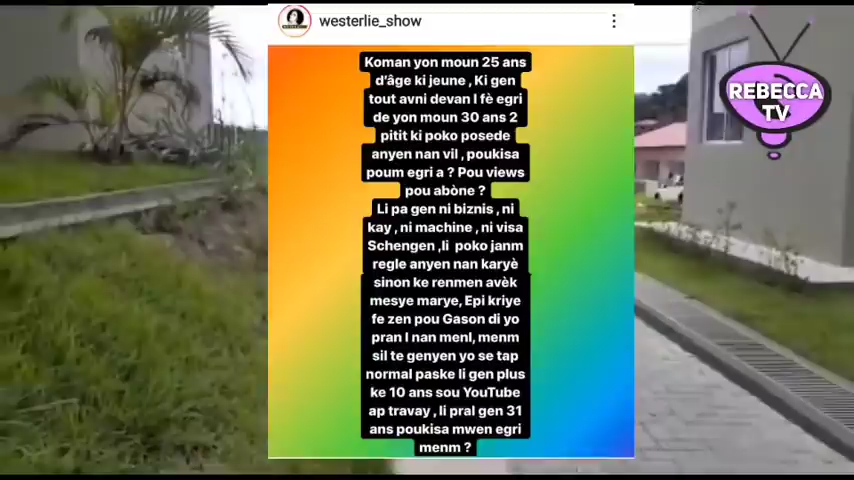 westerlie_show
Koman yon moun 25 ans
d'âge ki jeune , Ki gen
tout avni devan l fè egri
de yon moun 30 ans 2
pitit ki poko posede
anyen nan vil , poukisa
poum egri a ? Pou views
pou abòne ?
Li pa gen ni biznis , ni
kay , ni machine , ni visa
Schengen ,li poko janm
regle anyen nan karyè
sinon ke renmen avèk
mesye marye, Epi kriye
fe zen pou Gason di yo
pran l nan menl, menm
sil te genyen yo se tap
normal paske li gen plus
ke 10 ans sou YouTube
ap travay , li pral gen 31
ans poukisa mwen egri
menm ?
REBECCA
TV